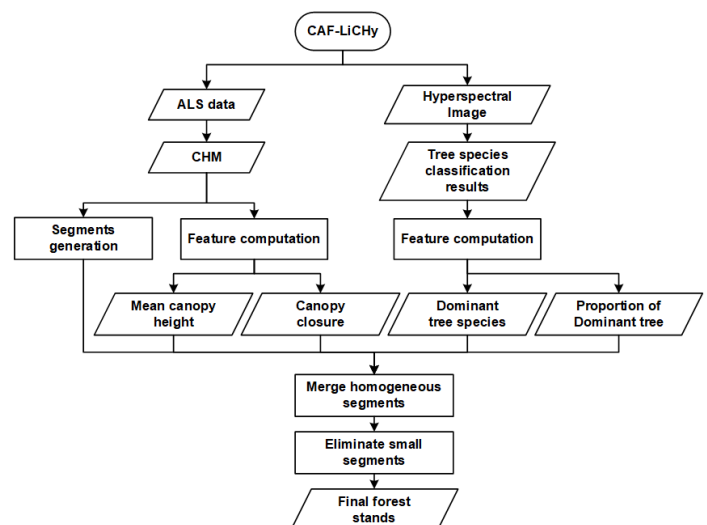 CAF-LiCHy
ALS data
Hyperspectral
Image
CHM
Tree species
classification
results
Segments
generation
Feature computation
Feature computation
Mean canopy
height
Canopy
closure
Dominant
tree species
Proportion of
Dominant tree
Merge homogeneous
segments
Eliminate small
segments
Final forest
stands